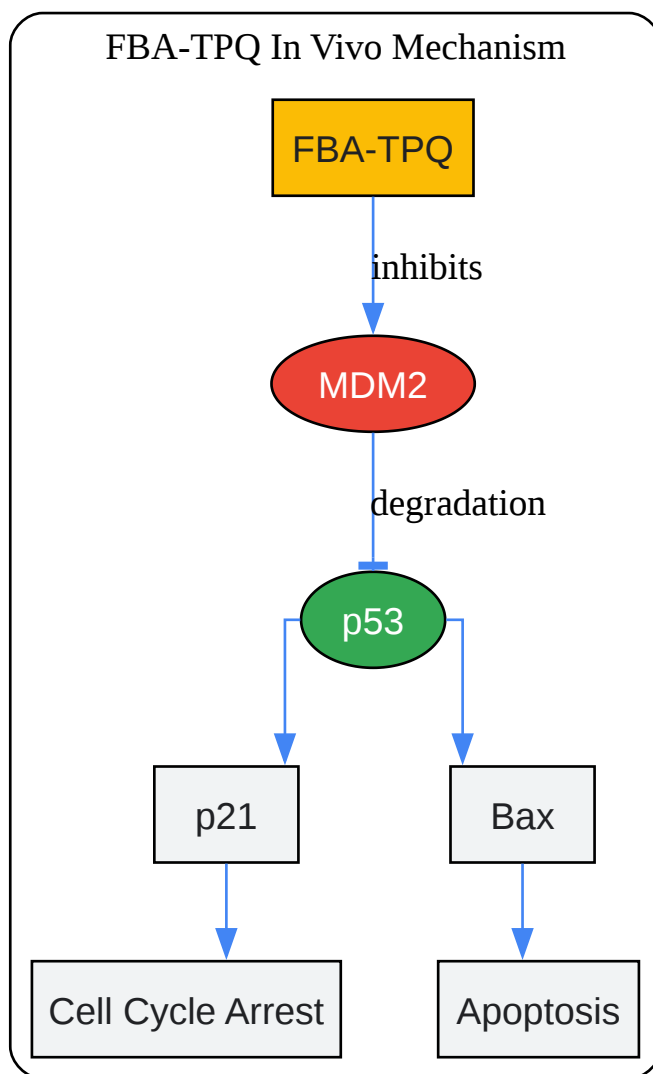 FBA-TPQ In Vivo Mechanism
FBA-TPQ
inhibits
MDM2
degradation
p53
p21
Bax
Cell Cycle Arrest
Apoptosis